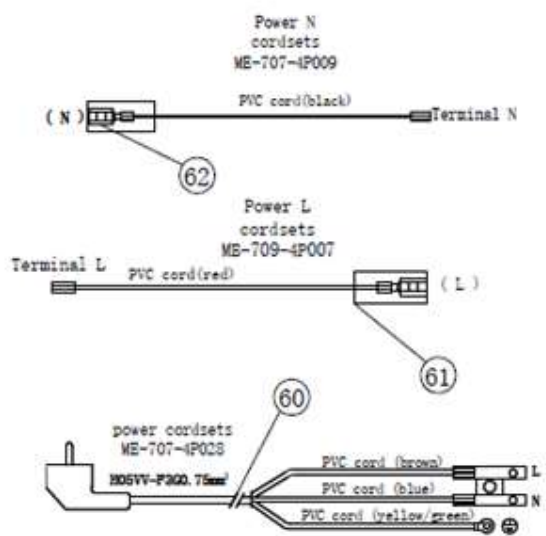 Power N
cordsets
ME-707-4P009
PVC cord(black)
( N )
Terminal N
62
Power L
cordsets
ME-709-4P007
Terminal L
PVC cord(red)
( L )
61
60
power cordsets
ME-707-4P028
H05VV-F3G0.75mm²
PVC cord (brown)
L
PVC cord (blue)
N
PVC cord (yellow/green)